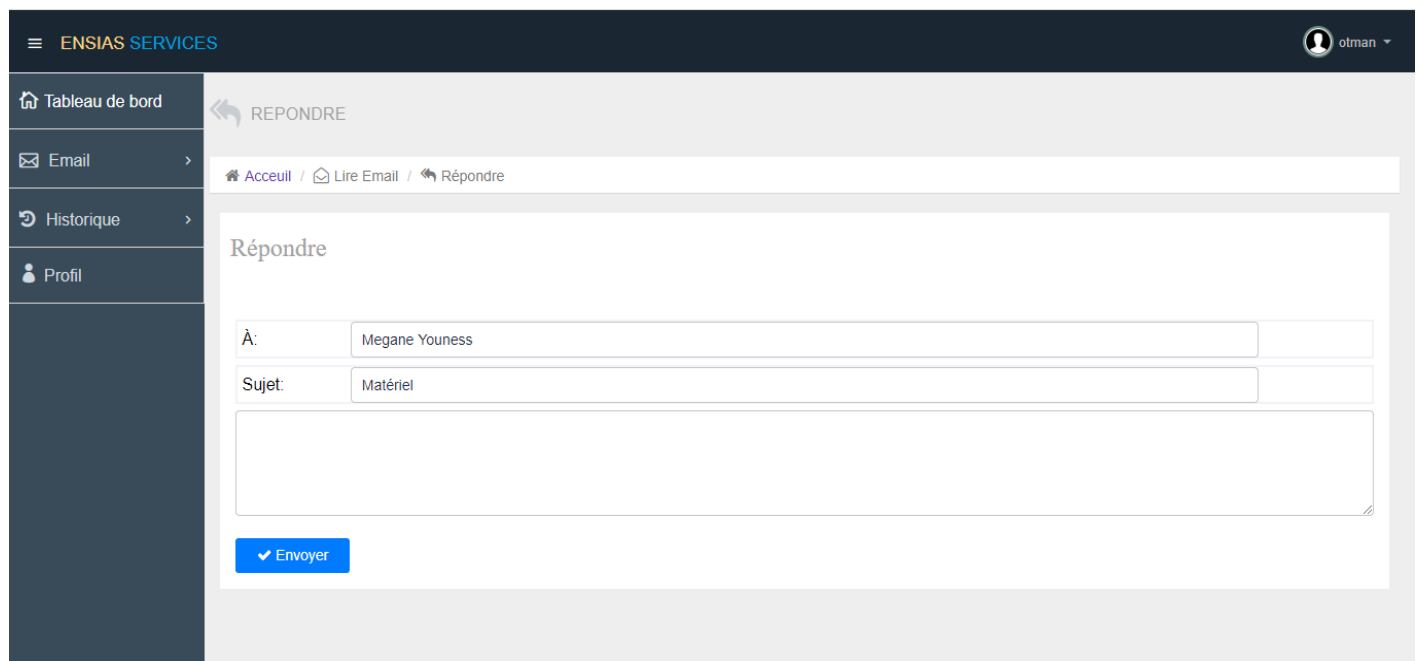 ENSIAS SERVICES
otman
Tableau de bord
Email
Historique
Profil
REPONDRE
Acceuil / Lire Email / Répondre
Répondre
À: Megane Youness
Sujet: Matériel
Envoyer